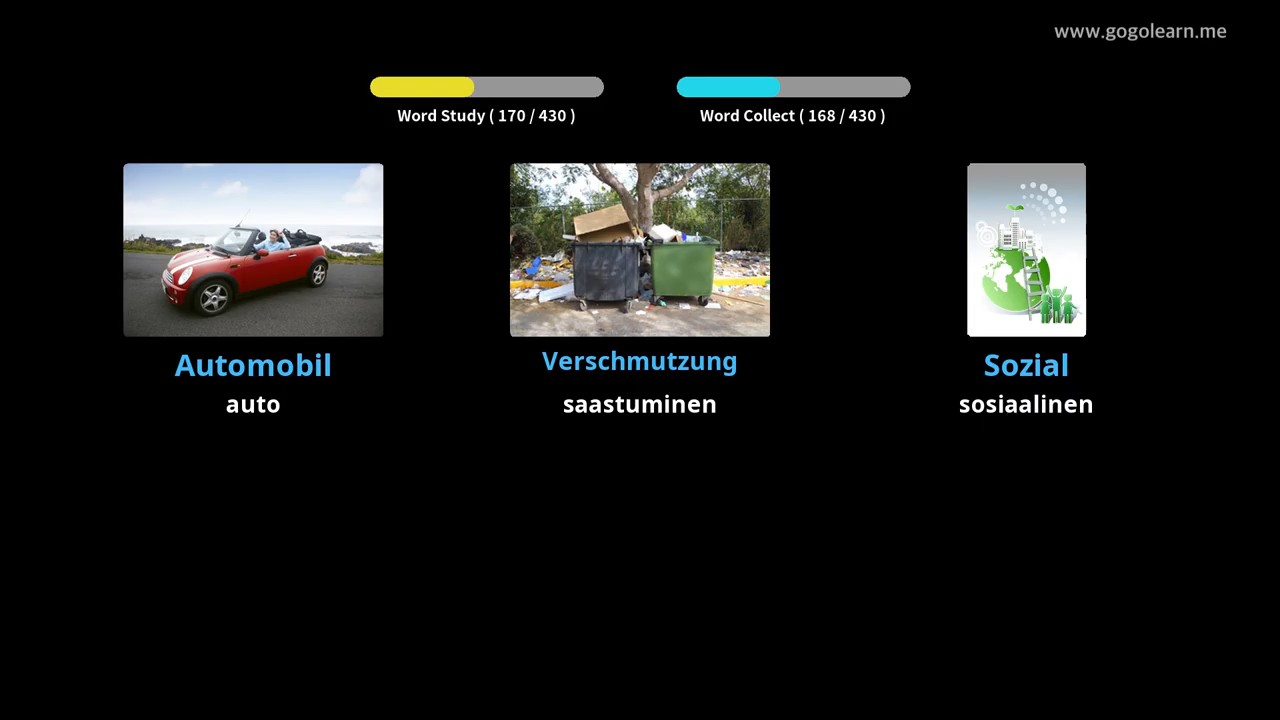 www.gogolearn.me
Word Study ( 170 / 430 )
Word Collect ( 168 / 430 )
Automobil
Verschmutzung
Sozial
auto
saastuminen
sosiaalinen